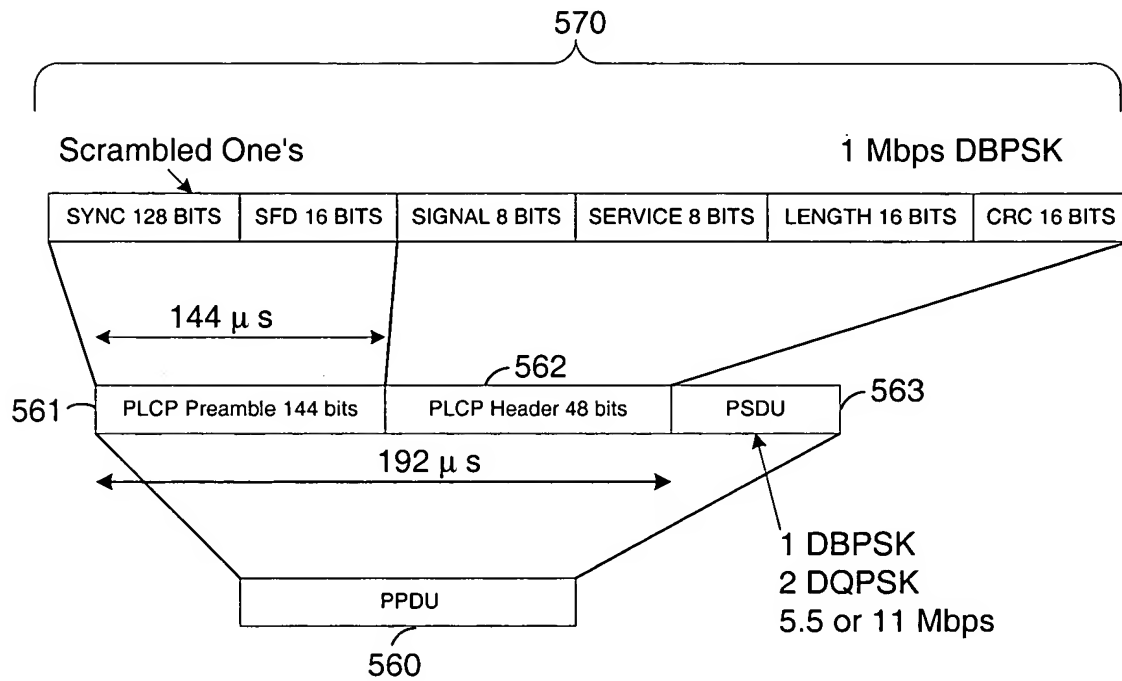 570
Scrambled One's
1 Mbps DBPSK
SYNC 128 BITS SFD 16 BITS SIGNAL 8 BITS SERVICE 8 BITS LENGTH 16 BITS CRC 16 BITS
144 μ s
562
561 PLCP Preamble 144 bits PLCP Header 48 bits PSDU 563
192 μ s
1 DBPSK
2 DQPSK
5.5 or 11 Mbps
PPDU
560